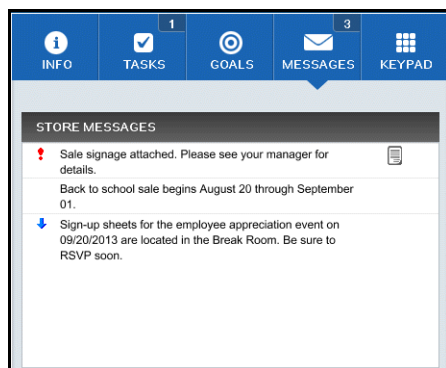 1
3
INFO
TASKS
GOALS
MESSAGES
KEYPAD
STORE MESSAGES
Sale signage attached. Please see your manager for
details.
Back to school sale begins August 20 through September
01.
Sign-up sheets for the employee appreciation event on
09/20/2013 are located in the Break Room. Be sure to
RSVP soon.